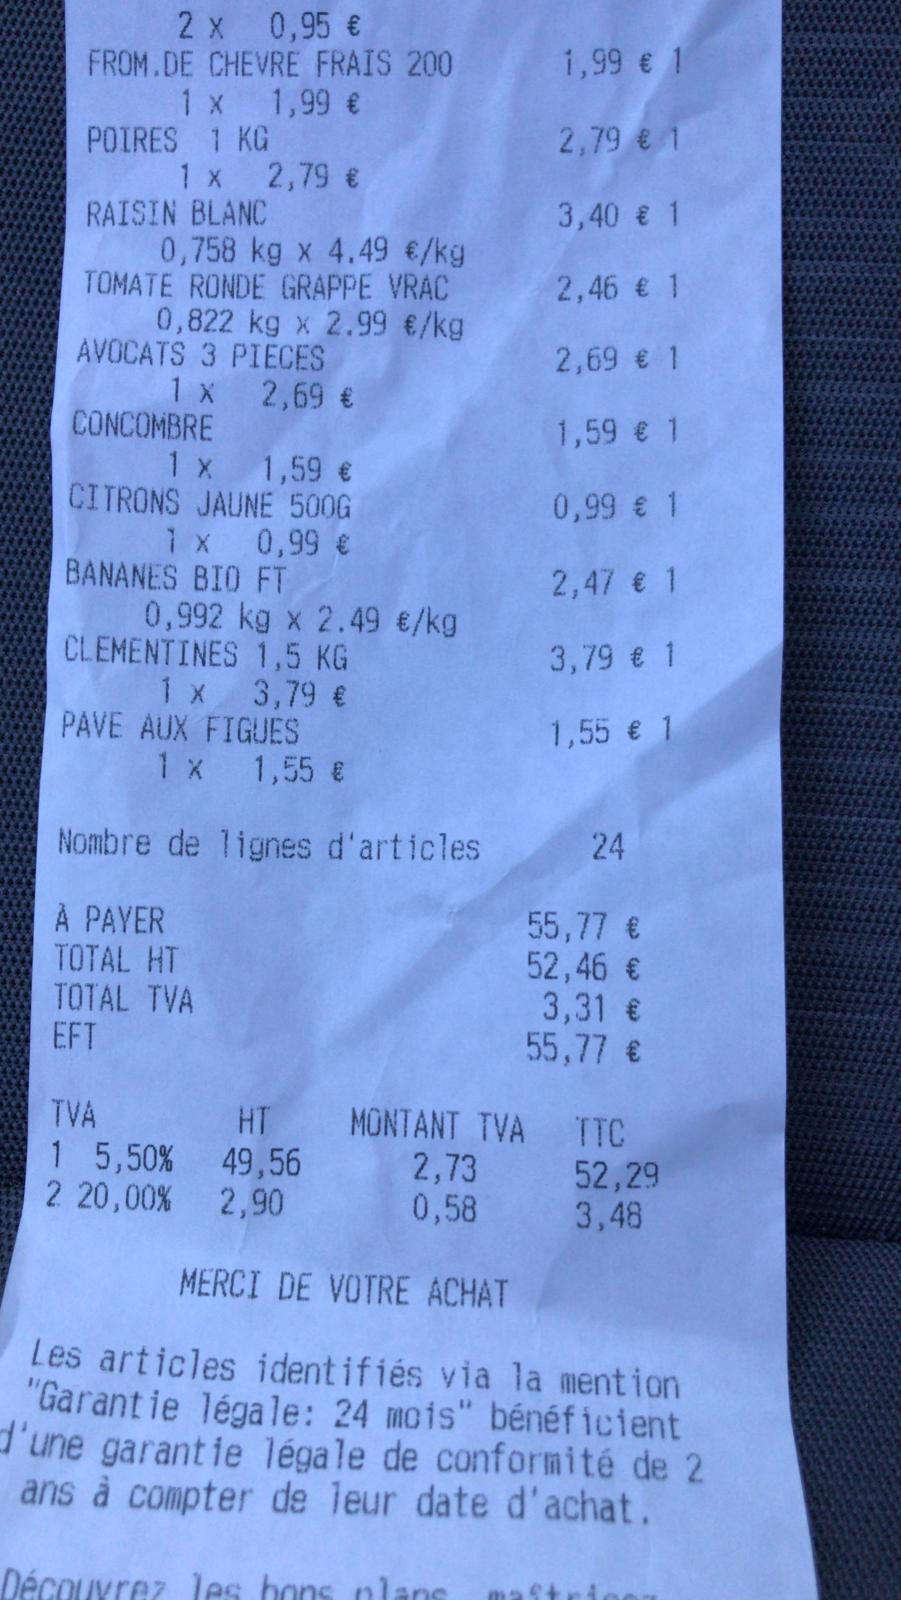 2 x 0,95 €
FROM.DE CHEVRE FRAIS 200 1,99 € 1
1 x 1,99 €
POIRES 1 KG 2,79 € 1
1 x 2,79 €
RAISIN BLANC 3,40 € 1
0,758 kg x 4.49 €/kg
TOMATE RONDE GRAPPE VRAC 2,46 € 1
0,822 kg x 2.99 €/kg
AVOCATS 3 PIECES 2,69 € 1
1 x 2,69 €
CONCOMBRE 1,59 € 1
1 x 1,59 €
CITRONS JAUNE 500G 0,99 € 1
1 x 0,99 €
BANANES BIO FT 2,47 € 1
0,992 kg x 2.49 €/kg
CLEMENTINES 1,5 KG 3,79 € 1
1 x 3,79 €
PAVE AUX FIGUES 1,55 € 1
1 x 1,55 €
Nombre de lignes d'articles 24
À PAYER 55,77 €
TOTAL HT 52,46 €
TOTAL TVA 3,31 €
EFT 55,77 €
TVA HT MONTANT TVA TTC
1 5,50% 49,56 2,73 52,29
2 20,00% 2,90 0,58 3,48
MERCI DE VOTRE ACHAT
Les articles identifiés via la mention
"Garantie légale: 24 mois" bénéficient
d'une garantie légale de conformité de 2
ans à compter de leur date d'achat.
Découvrez les bons plans, maîtrisez